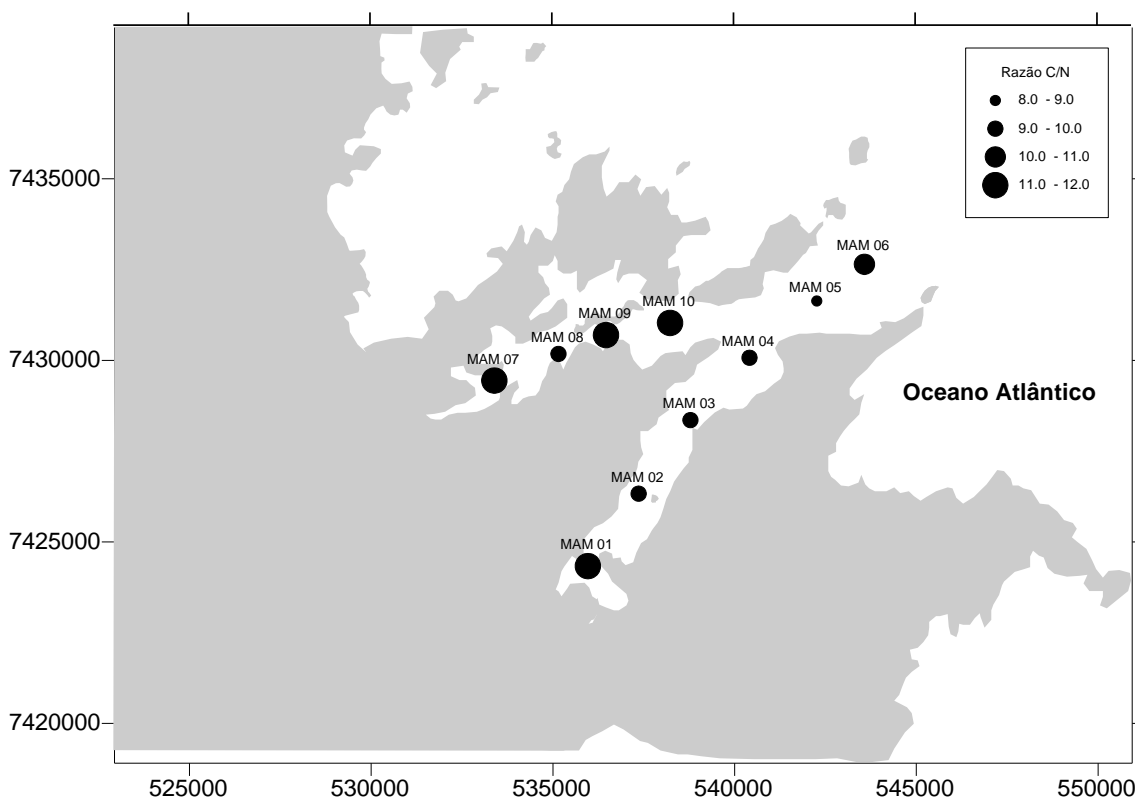 Razão C/N
8.0 - 9.0
9.0 - 10.0
10.0 - 11.0
11.0 - 12.0
7435000
MAM 06
MAM 05
MAM 10
MAM 09
MAM 04
MAM 08
7430000
MAM 07
Oceano Atlântico
MAM 03
MAM 02
7425000
MAM 01
7420000
525000 530000 535000 540000 545000 550000